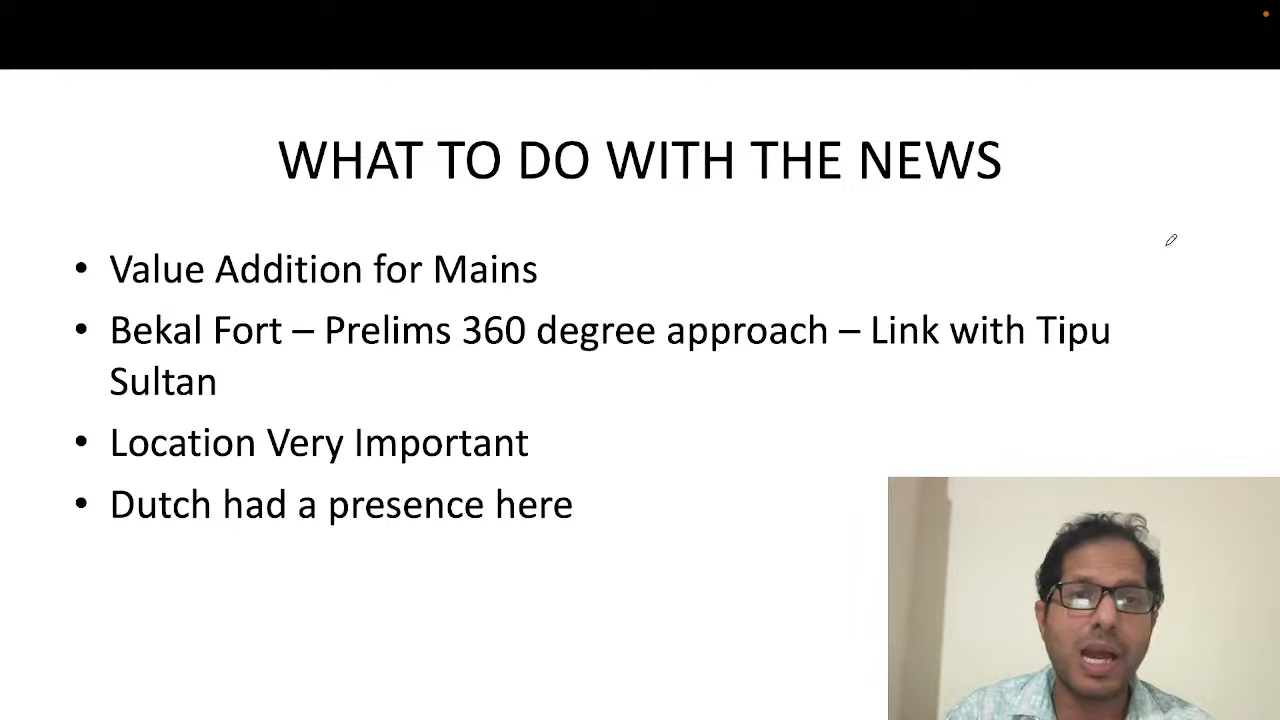 WHAT TO DO WITH THE NEWS
• Value Addition for Mains
• Bekal Fort – Prelims 360 degree approach – Link with Tipu
Sultan
• Location Very Important
• Dutch had a presence here